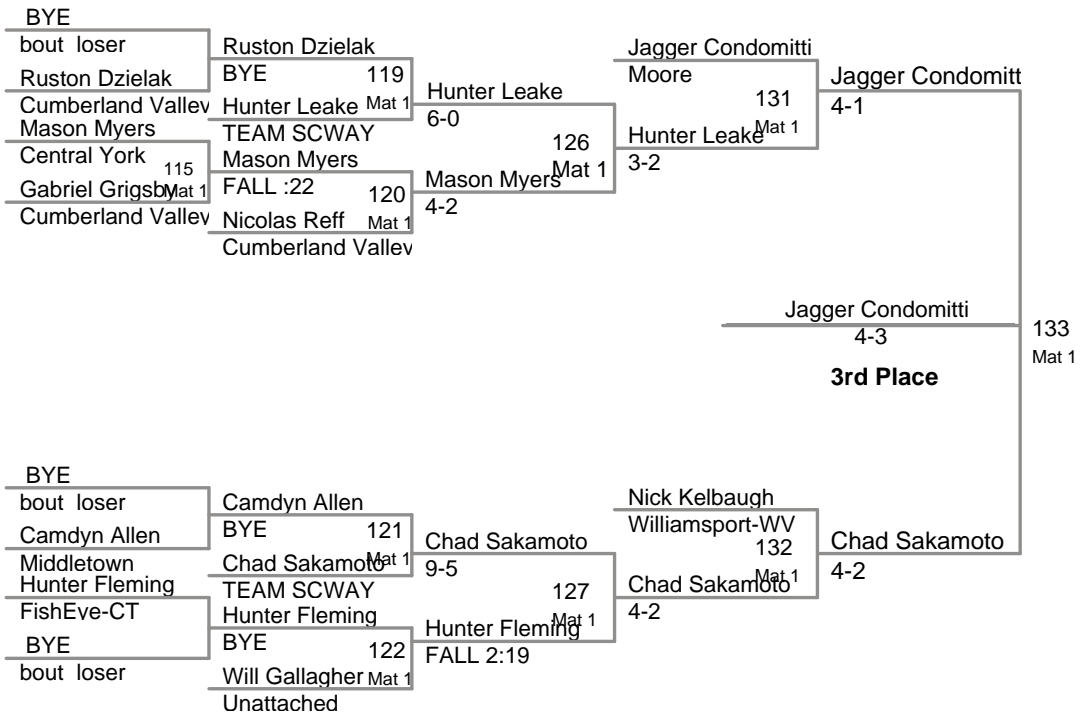 BYE
bout loser
Ruston Dzielak
Cumberland Valley
Mason Myers
Central York
115
Mat 1
Gabriel Grigsby
Cumberland Valley
Ruston Dzielak
BYE
119
Mat 1
Hunter Leake
TEAM SCWAY
Mason Myers
FALL :22
120
Mat 1
Nicolas Reff
Cumberland Valley
Hunter Leake
6-0
126
Mat 1
Mason Myers
4-2
Jagger Condomitti
Moore
131
Mat 1
Hunter Leake
3-2
Jagger Condomitt
4-1
Jagger Condomitti
4-3
3rd Place
133
Mat 1
BYE
bout loser
Camdyn Allen
Middletown
Hunter Fleming
FishEye-CT
BYE
bout loser
Camdyn Allen
BYE
121
Mat 1
Chad Sakamoto
TEAM SCWAY
Hunter Fleming
BYE
122
Mat 1
Will Gallagher
Unattached
Chad Sakamoto
9-5
127
Mat 1
Hunter Fleming
FALL 2:19
Nick Kelbaugh
Williamsport-WV
132
Mat 1
Chad Sakamoto
4-2
Chad Sakamoto
4-2